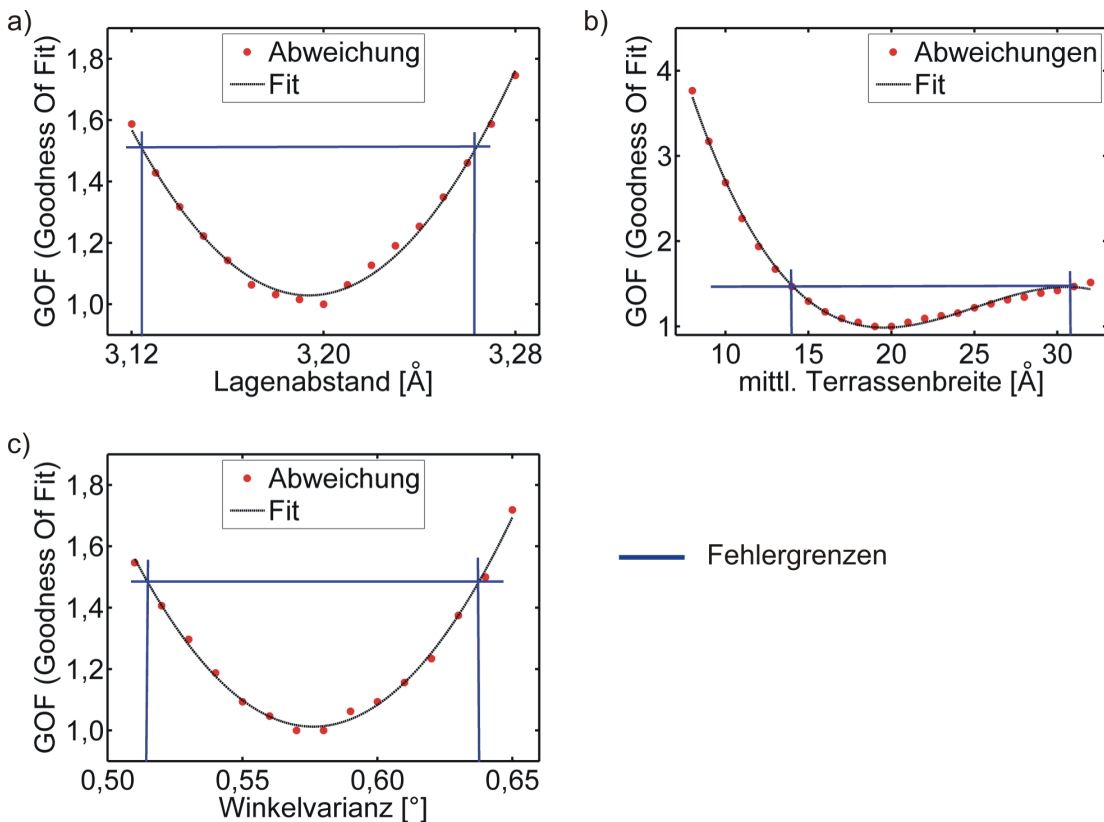 a)
GOF (Goodness Of Fit)
1,8
1,6
1,4
1,2
1,0
Abweichung
Fit
3,12
3,20
3,28
Lagenabstand [Å]
b)
GOF (Goodness Of Fit)
4
3
2
1
Abweichungen
Fit
10
15
20
25
30
mittl. Terrassenbreite [Å]
c)
GOF (Goodness Of Fit)
1,8
1,6
1,4
1,2
1,0
Abweichung
Fit
0,50
0,55
0,60
0,65
Winkelvarianz [°]
Fehlergrenzen